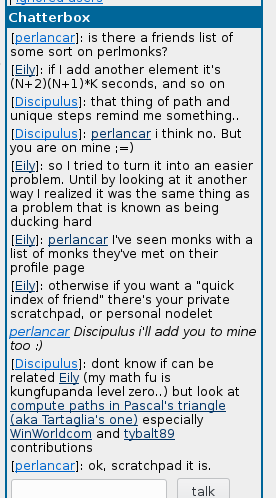 ignored users
Chatterbox
[perlancar]: is there a friends list of
some sort on perlmonks?
[Eily]: if I add another element it's
(N+2)(N+1)*K seconds, and so on
[Discipulus]: that thing of path and
unique steps remind me something..
[Discipulus]: perlancar i think no. But
you are on mine ;=)
[Eily]: so I tried to turn it into an easier
problem. Until by looking at it another
way I realized it was the same thing as
a problem that is known as being
ducking hard
[Eily]: perlancar I've seen monks with a
list of monks they've met on their
profile page
[Eily]: otherwise if you want a "quick
index of friend" there's your private
scratchpad, or personal nodelet
perlancar Discipulus i'll add you to mine
too :)
[Discipulus]: dont know if can be
related Eily (my math fu is
kungfupanda level zero..) but look at
compute paths in Pascal's triangle
(aka Tartaglia's one) especially
WinWorldcom and tybalt89
contributions
[perlancar]: ok, scratchpad it is.
talk